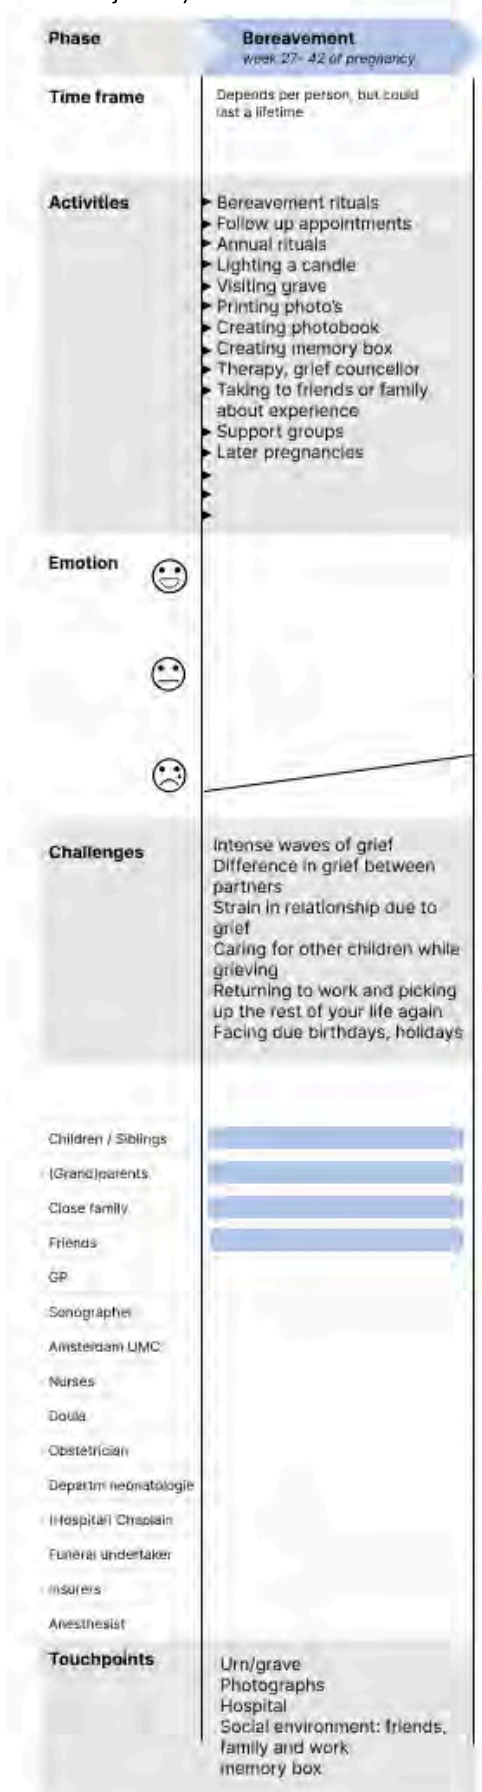 Phase
Bereavement
week 27- 42 of pregnancy
Time frame
Depends per person, but could
last a lifetime
Activities
Bereavement rituals
Follow up appointments
Annual rituals
Lighting a candle
Visiting grave
Printing photo's
Creating photobook
Creating memory box
Therapy, grief councellor
Taking to friends or family
about experience
Support groups
Later pregnancies
Emotion
Challenges
Intense waves of grief
Difference in grief between
partners
Strain in relationship due to
grief
Caring for other children while
grieving
Returning to work and picking
up the rest of your life again
Facing due birthdays, holidays
Children / Siblings
(Grand)parents
Close family
Friends
GP
Sonographer
Amsterdam UMC
Nurses
Doula
Obstetrician
Departm neonatologie
(Hospital) Chaplain
Funeral undertaker
Insurers
Anesthesist
Touchpoints
Urn/grave
Photographs
Hospital
Social environment: friends,
family and work
memory box